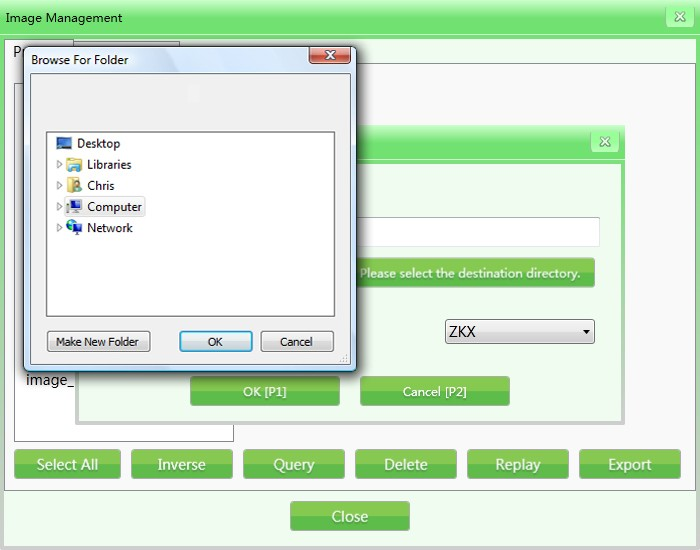 Image Management
Browse For Folder
Desktop
Libraries
Chris
Computer
Network
Make New Folder
OK
Cancel
Please select the destination directory.
ZKX
image_
OK [P1]
Cancel [P2]
Select All
Inverse
Query
Delete
Replay
Export
Close